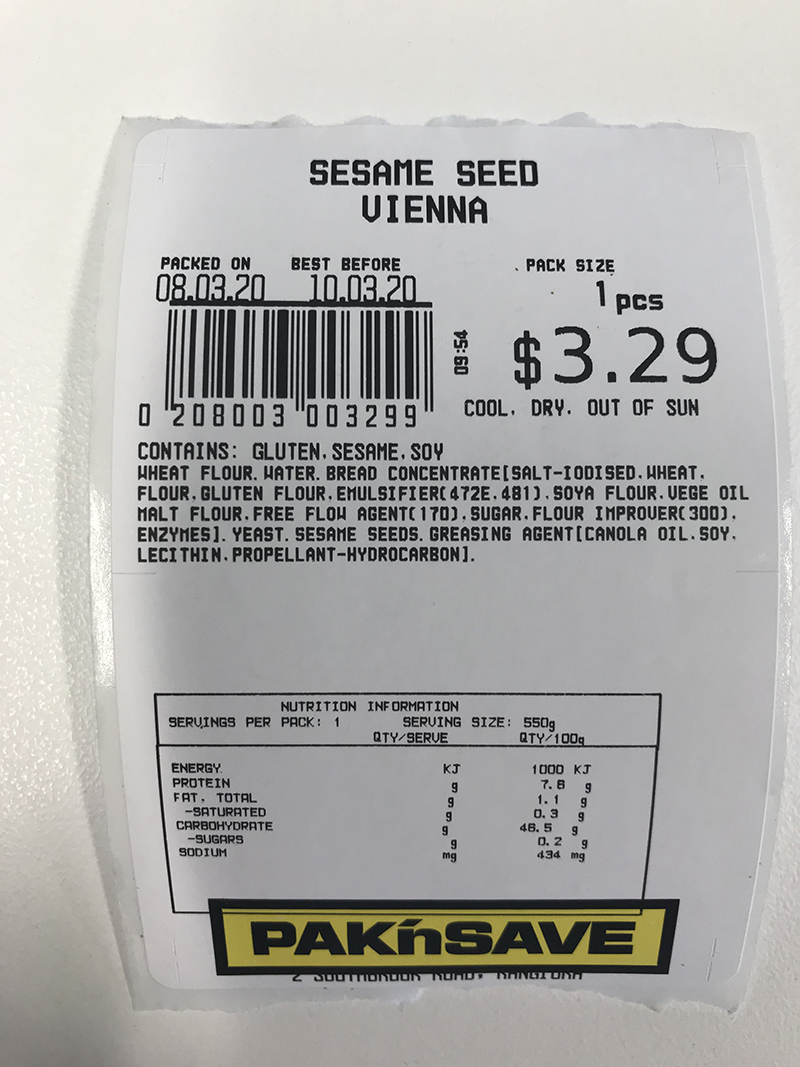 SESAME SEED
VIENNA
PACKED ON BEST BEFORE PACK SIZE
08.03.20 10.03.20 1 pcs
09:54
$3.29
0 208003 003299
COOL. DRY. OUT OF SUN
CONTAINS: GLUTEN, SESAME, SOY
WHEAT FLOUR. WATER. BREAD CONCENTRATE[SALT-IODISED. WHEAT.
FLOUR. GLUTEN FLOUR. EMULSIFIER(472E. 481). SOYA FLOUR. VEGE OIL
MALT FLOUR. FREE FLOW AGENT(170). SUGAR. FLOUR IMPROVER(300).
ENZYMES]. YEAST. SESAME SEEDS. GREASING AGENT[CANOLA OIL. SOY.
LECITHIN. PROPELLANT-HYDROCARBON].
NUTRITION INFORMATION
SERVINGS PER PACK: 1 SERVING SIZE: 550g
QTY/SERVE QTY/100g
ENERGY KJ 1000 KJ
PROTEIN g g
FAT, TOTAL g 1.1 g
-SATURATED g 0.3 g
CARBOHYDRATE g 46.5 g
-SUGARS g 0.2 g
SODIUM mg 434 mg
PAK'nSAVE